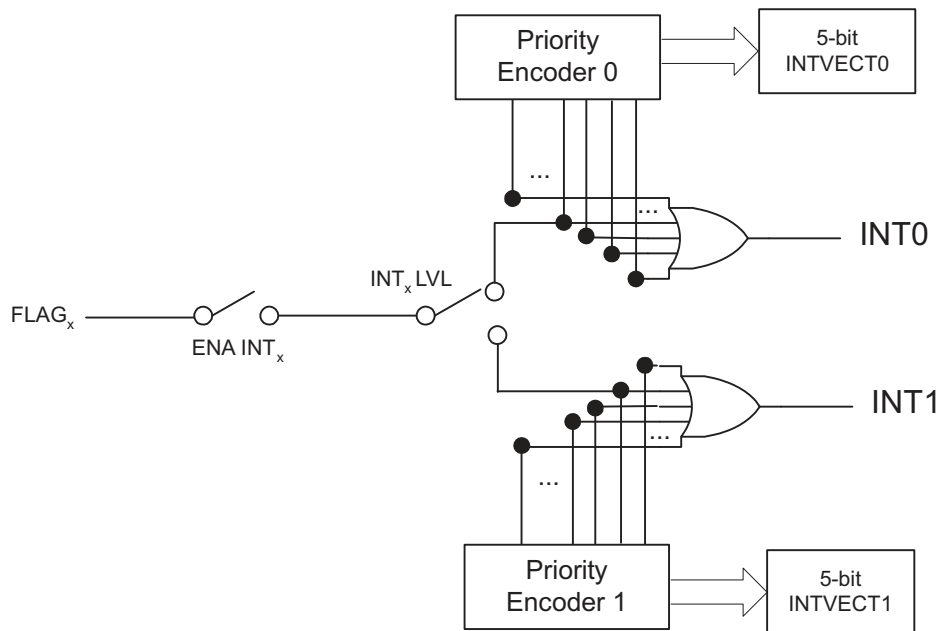 Priority
Encoder 0
5-bit
INTVECT0
...
...
INT0
INTx LVL
FLAGx
ENA INTx
INT1
...
...
Priority
Encoder 1
5-bit
INTVECT1